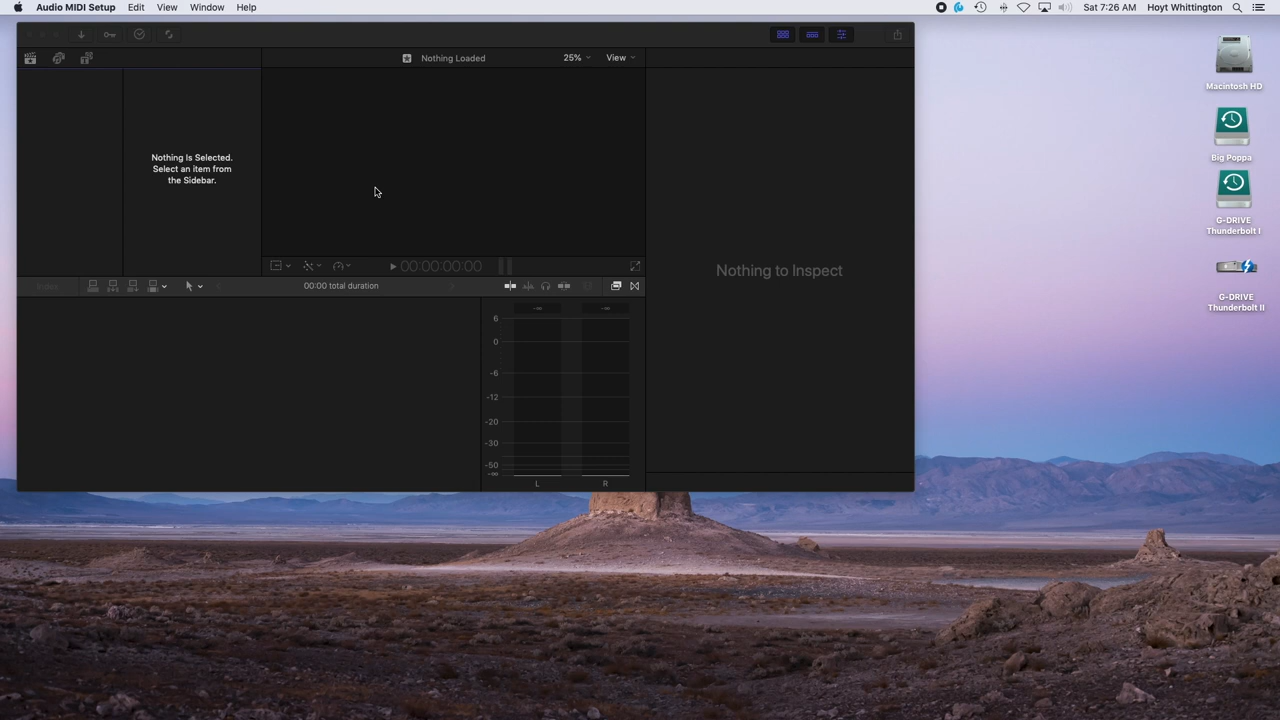 Audio MIDI Setup Edit View Window Help
Sat 7:26 AM Hoyt Whittington
Nothing Loaded
25%
View
Nothing Is Selected.
Select an item from
the Sidebar.
Nothing to Inspect
00:00:00:00
Index
00:00 total duration
-∞ -∞
6
0
-6
-12
-20
-30
-50
-∞
L R
Macintosh HD
Big Poppa
G-DRIVE
Thunderbolt I
G-DRIVE
Thunderbolt II